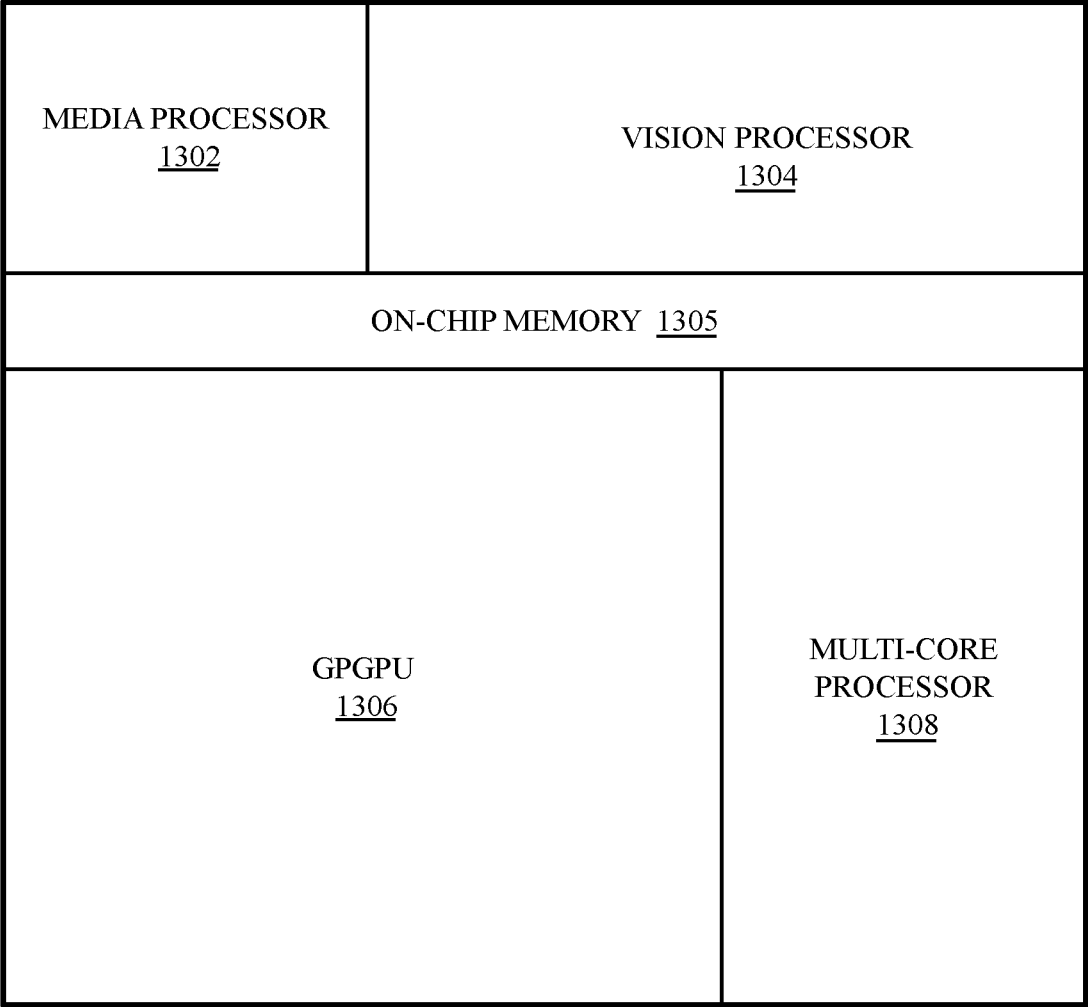 MEDIA PROCESSOR
1302
VISION PROCESSOR
1304
ON-CHIP MEMORY 1305
GPGPU
1306
MULTI-CORE
PROCESSOR
1308